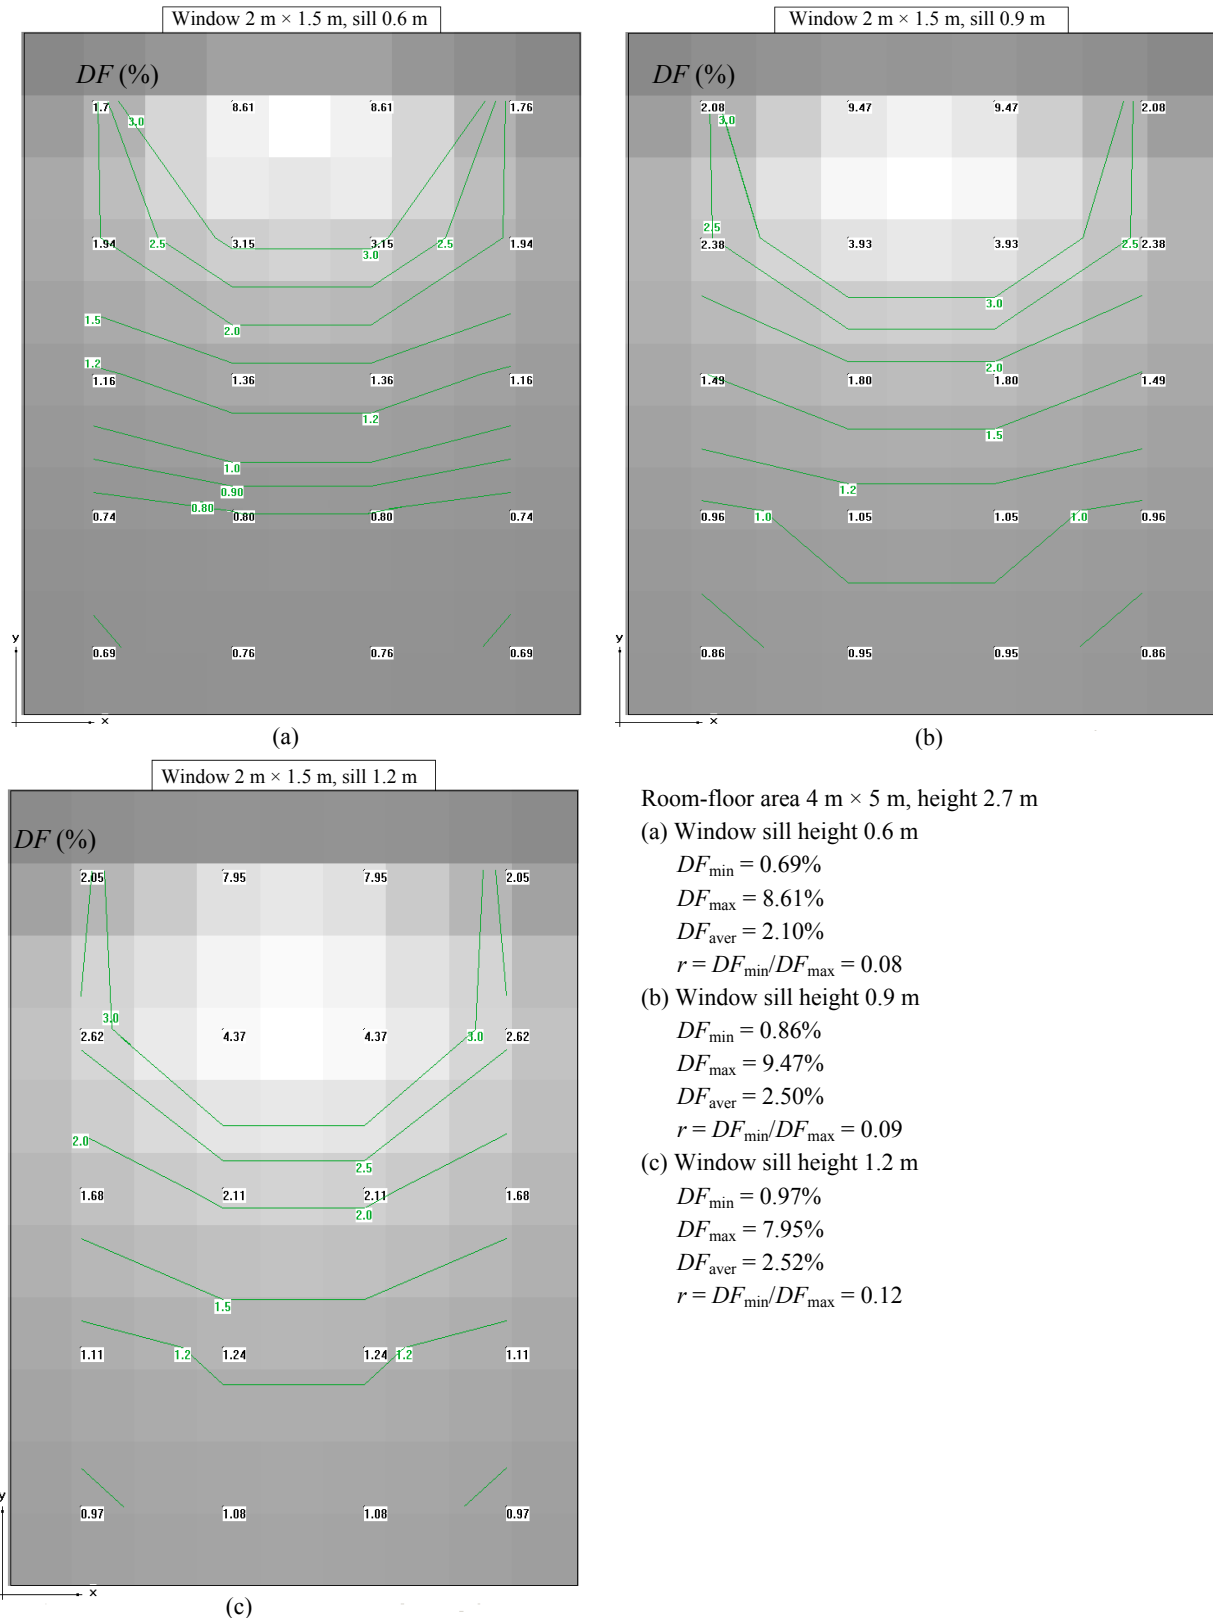 Window 2 m × 1.5 m, sill 0.6 m
DF (%)
1.7 8.61 8.61 1.76
3.0
1.94 2.5 3.15 3.15 2.5 1.94
3.0
1.5
2.0
1.2
1.16 1.36 1.36 1.16
1.2
1.0
0.90
0.80
0.74 0.80 0.80 0.74
y
0.69 0.76 0.76 0.69
x
(a)
Window 2 m × 1.5 m, sill 0.9 m
DF (%)
2.08 9.47 9.47 2.08
3.0
2.5
2.38 3.93 3.93 2.5 2.38
3.0
2.0
1.49 1.80 1.80 1.49
1.5
1.2
0.96 1.0 1.05 1.05 1.0 0.96
y
0.86 0.95 0.95 0.86
x
(b)
Window 2 m × 1.5 m, sill 1.2 m
DF (%)
2.05 7.95 7.95 2.05
3.0
2.62 4.37 4.37 3.0 2.62
2.0
2.5
1.68 2.11 2.11 1.68
2.0
1.5
1.11 1.2 1.24 1.24 1.2 1.11
y
0.97 1.08 1.08 0.97
x
(c)
Room-floor area 4 m × 5 m, height 2.7 m
(a) Window sill height 0.6 m
DFmin = 0.69%
DFmax = 8.61%
DFaver = 2.10%
r = DFmin/DFmax = 0.08
(b) Window sill height 0.9 m
DFmin = 0.86%
DFmax = 9.47%
DFaver = 2.50%
r = DFmin/DFmax = 0.09
(c) Window sill height 1.2 m
DFmin = 0.97%
DFmax = 7.95%
DFaver = 2.52%
r = DFmin/DFmax = 0.12